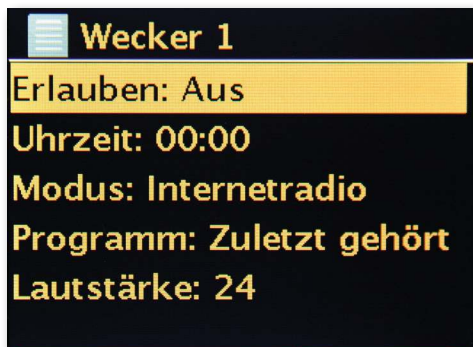 Wecker 1
Erlauben: Aus
Uhrzeit: 00:00
Modus: Internetradio
Programm: Zuletzt gehört
Lautstärke: 24